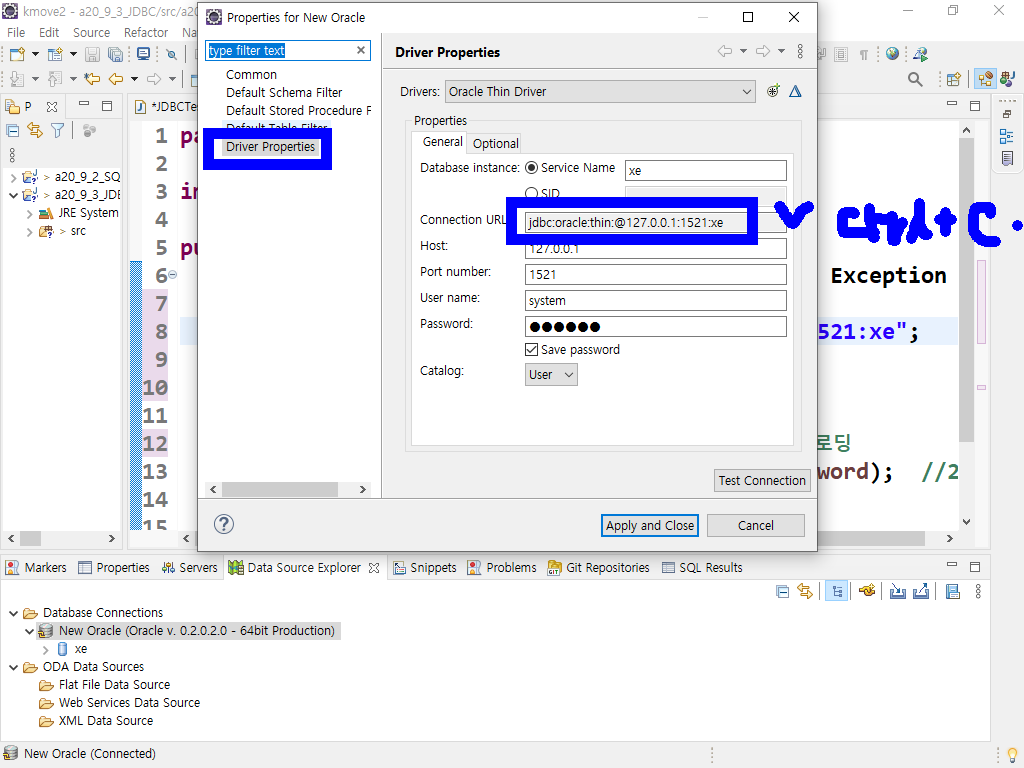 kmove2 - a20_9_3_JDBC/src/a2
File Edit Source Refactor Na
P
> a20_9_2_SQ
> a20_9_3_JDE
JRE System
> src
*JDBCTe
1 pa
2
3 in
4
5 pu
6
7
8
9
10
11
12
13
14
15
Exception
521:xe";
로딩
word); //2
Properties for New Oracle
type filter text
Common
Default Schema Filter
Default Stored Procedure F
Default Table Filter
Driver Properties
Driver Properties
Drivers: Oracle Thin Driver
Properties
General Optional
Database instance: Service Name xe
SID
Connection URL jdbc:oracle:thin:@127.0.0.1:1521:xe
Host: 127.0.0.1
Port number: 1521
User name: system
Password: ●●●●●●
Save password
Catalog: User
Test Connection
Apply and Close Cancel
v ctrl+C.
Markers Properties Servers Data Source Explorer Snippets Problems Git Repositories SQL Results
Database Connections
New Oracle (Oracle v. 0.2.0.2.0 - 64bit Production)
xe
ODA Data Sources
Flat File Data Source
Web Services Data Source
XML Data Source
New Oracle (Connected)